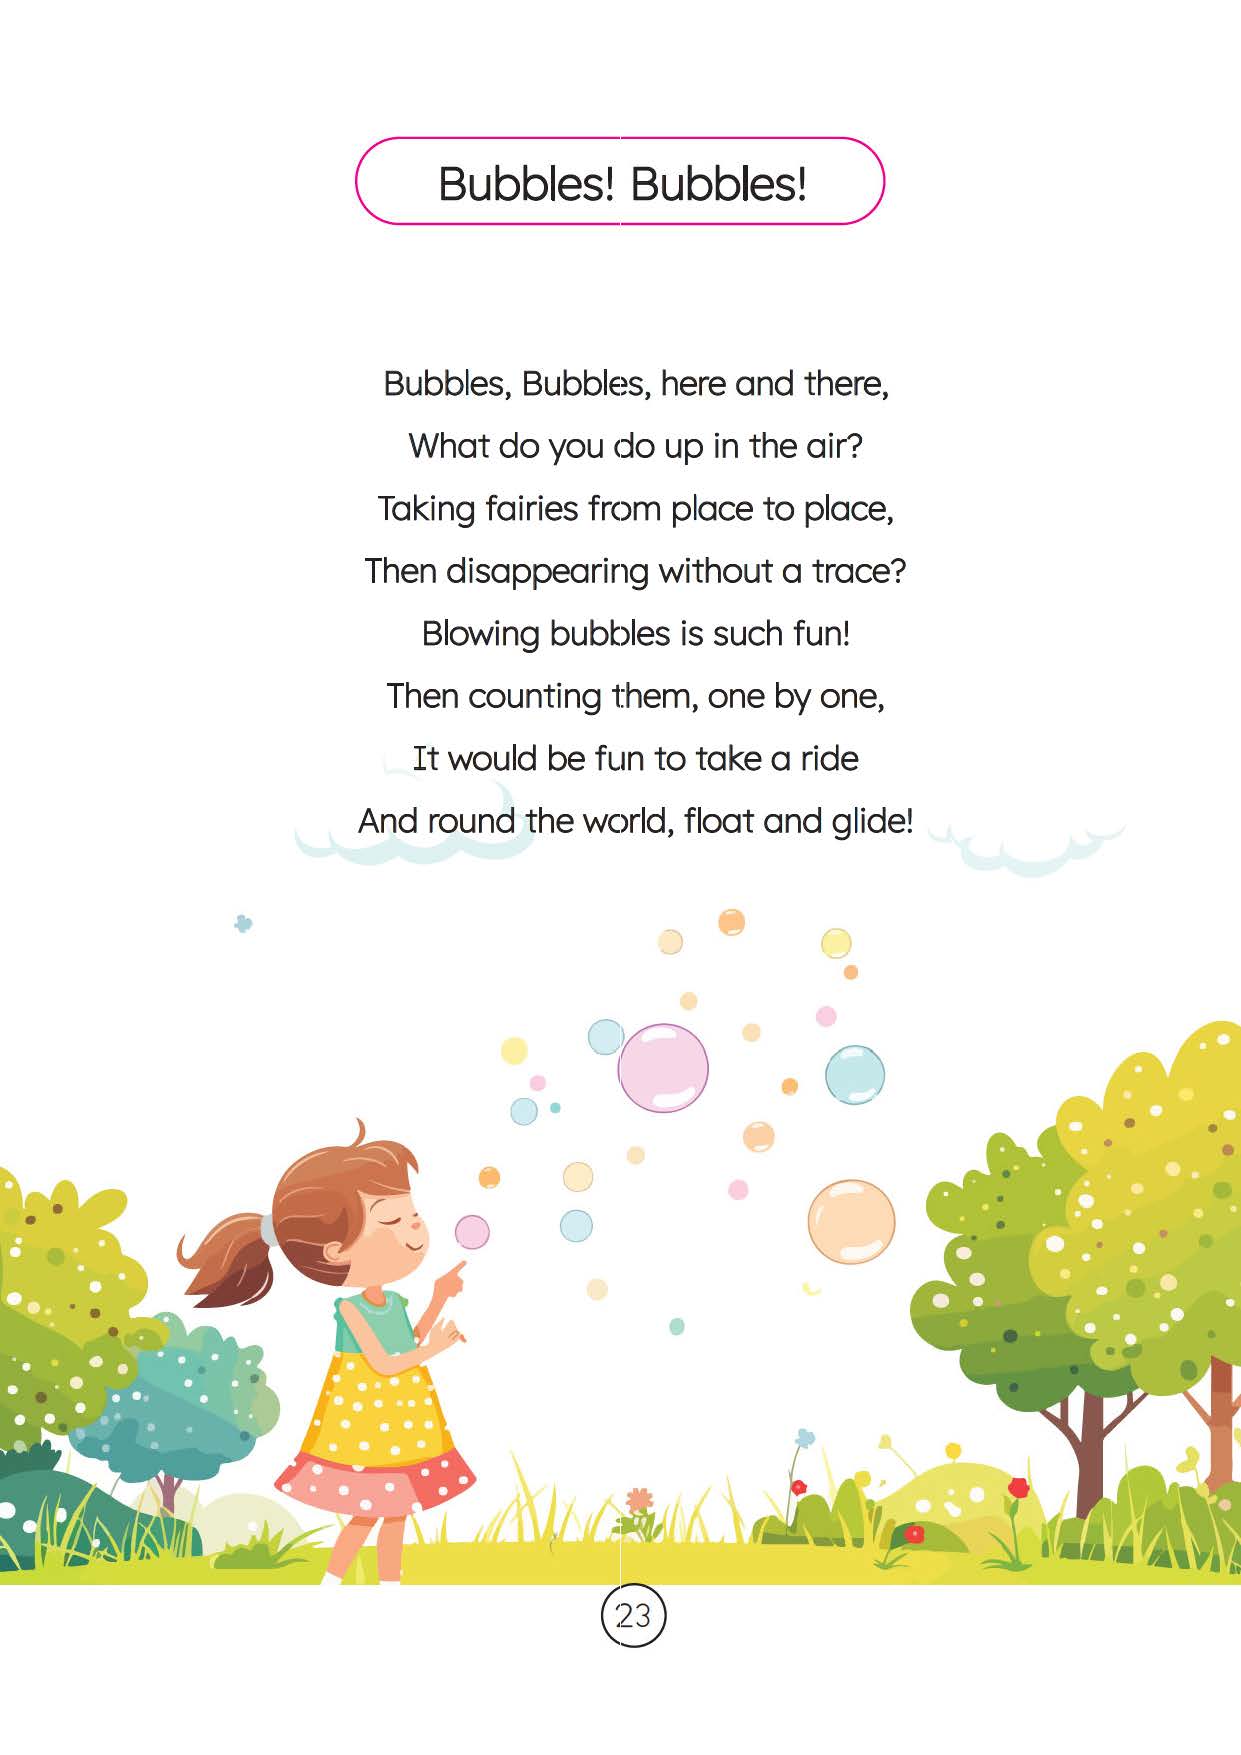 Bubbles! Bubbles!
Bubbles, Bubbles, here and there,
What do you do up in the air?
Taking fairies from place to place,
Then disappearing without a trace?
Blowing bubbles is such fun!
Then counting them, one by one,
It would be fun to take a ride
And round the world, float and glide!
23